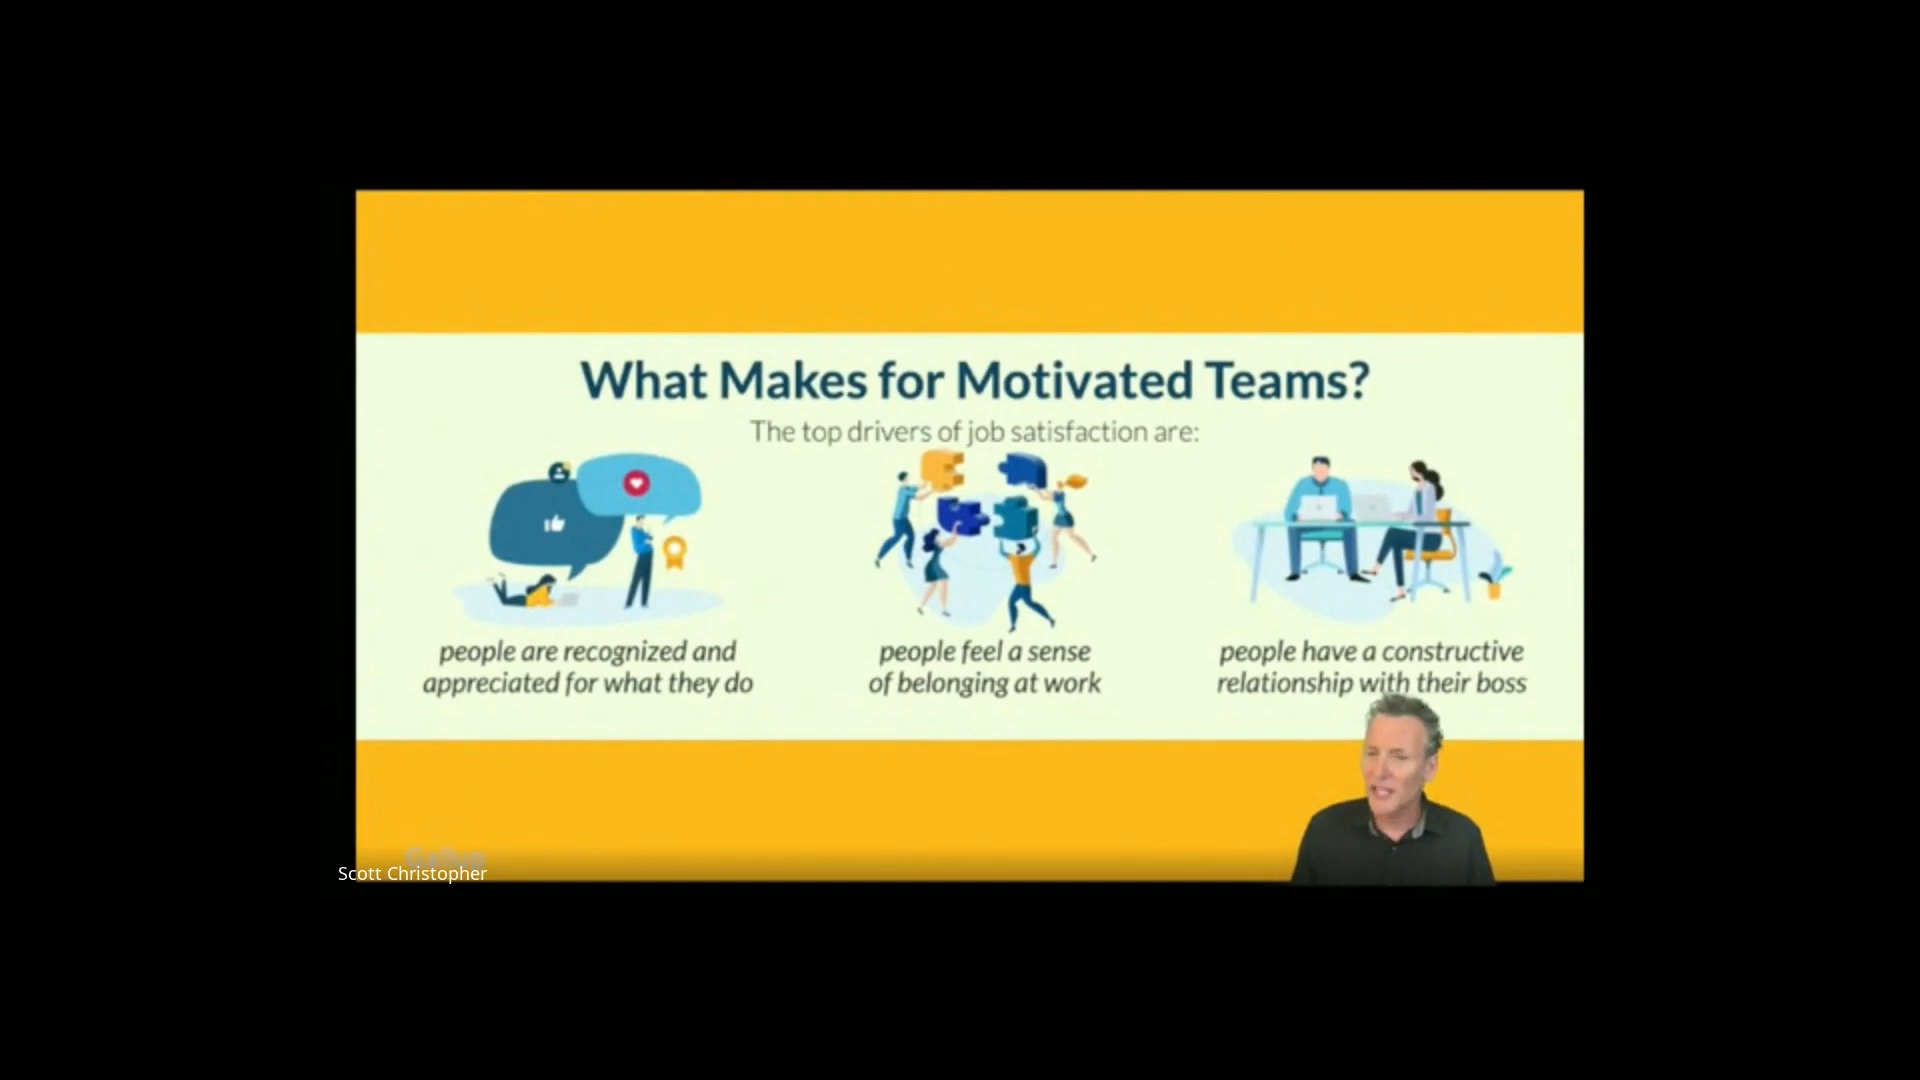 What Makes for Motivated Teams?
The top drivers of job satisfaction are:
people are recognized and
appreciated for what they do
people feel a sense
of belonging at work
people have a constructive
relationship with their boss
Scott Christopher